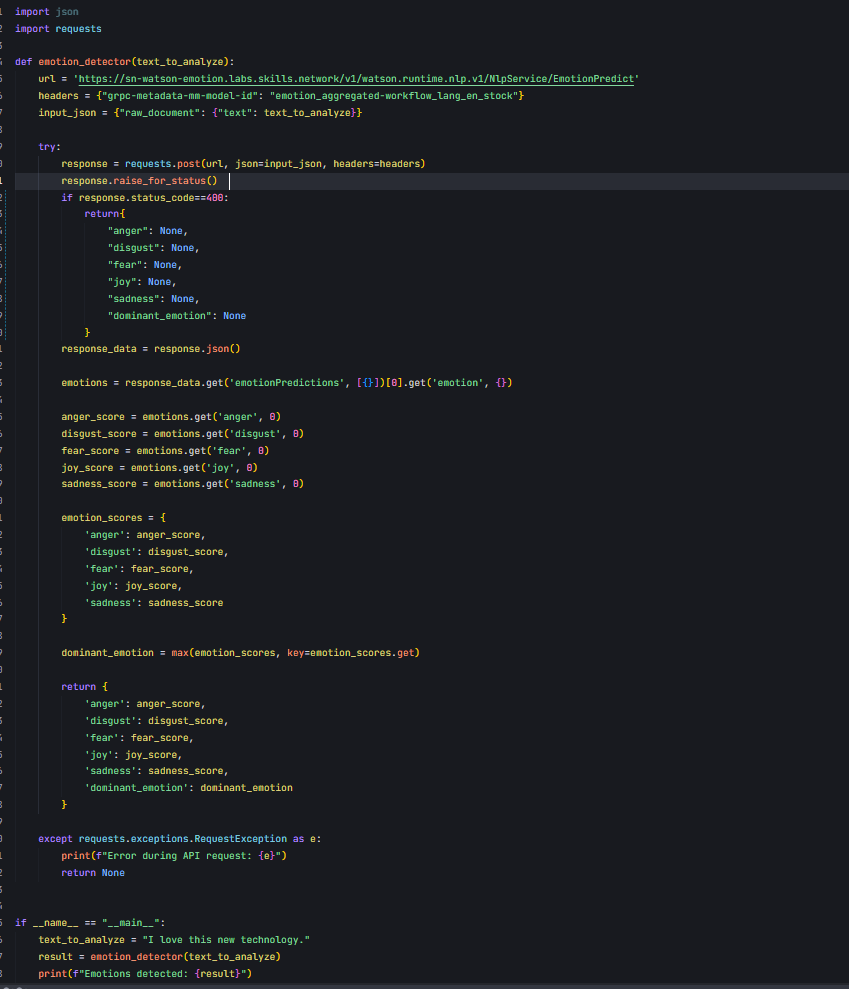 import json
import requests
def emotion_detector(text_to_analyze):
url = 'https://sn-watson-emotion.labs.skills.network/v1/watson.runtime.nlp.v1/NlpService/EmotionPredict'
headers = {"grpc-metadata-mm-model-id": "emotion_aggregated-workflow_lang_en_stock"}
input_json = {"raw_document": {"text": text_to_analyze}}
try:
response = requests.post(url, json=input_json, headers=headers)
response.raise_for_status()
if response.status_code==400:
return{
"anger": None,
"disgust": None,
"fear": None,
"joy": None,
"sadness": None,
"dominant_emotion": None
}
response_data = response.json()
emotions = response_data.get('emotionPredictions', [{}])[0].get('emotion', {})
anger_score = emotions.get('anger', 0)
disgust_score = emotions.get('disgust', 0)
fear_score = emotions.get('fear', 0)
joy_score = emotions.get('joy', 0)
sadness_score = emotions.get('sadness', 0)
emotion_scores = {
'anger': anger_score,
'disgust': disgust_score,
'fear': fear_score,
'joy': joy_score,
'sadness': sadness_score
}
dominant_emotion = max(emotion_scores, key=emotion_scores.get)
return {
'anger': anger_score,
'disgust': disgust_score,
'fear': fear_score,
'joy': joy_score,
'sadness': sadness_score,
'dominant_emotion': dominant_emotion
}
except requests.exceptions.RequestException as e:
print(f"Error during API request: {e}")
return None
if __name__ == "__main__":
text_to_analyze = "I love this new technology."
result = emotion_detector(text_to_analyze)
print(f"Emotions detected: {result}")